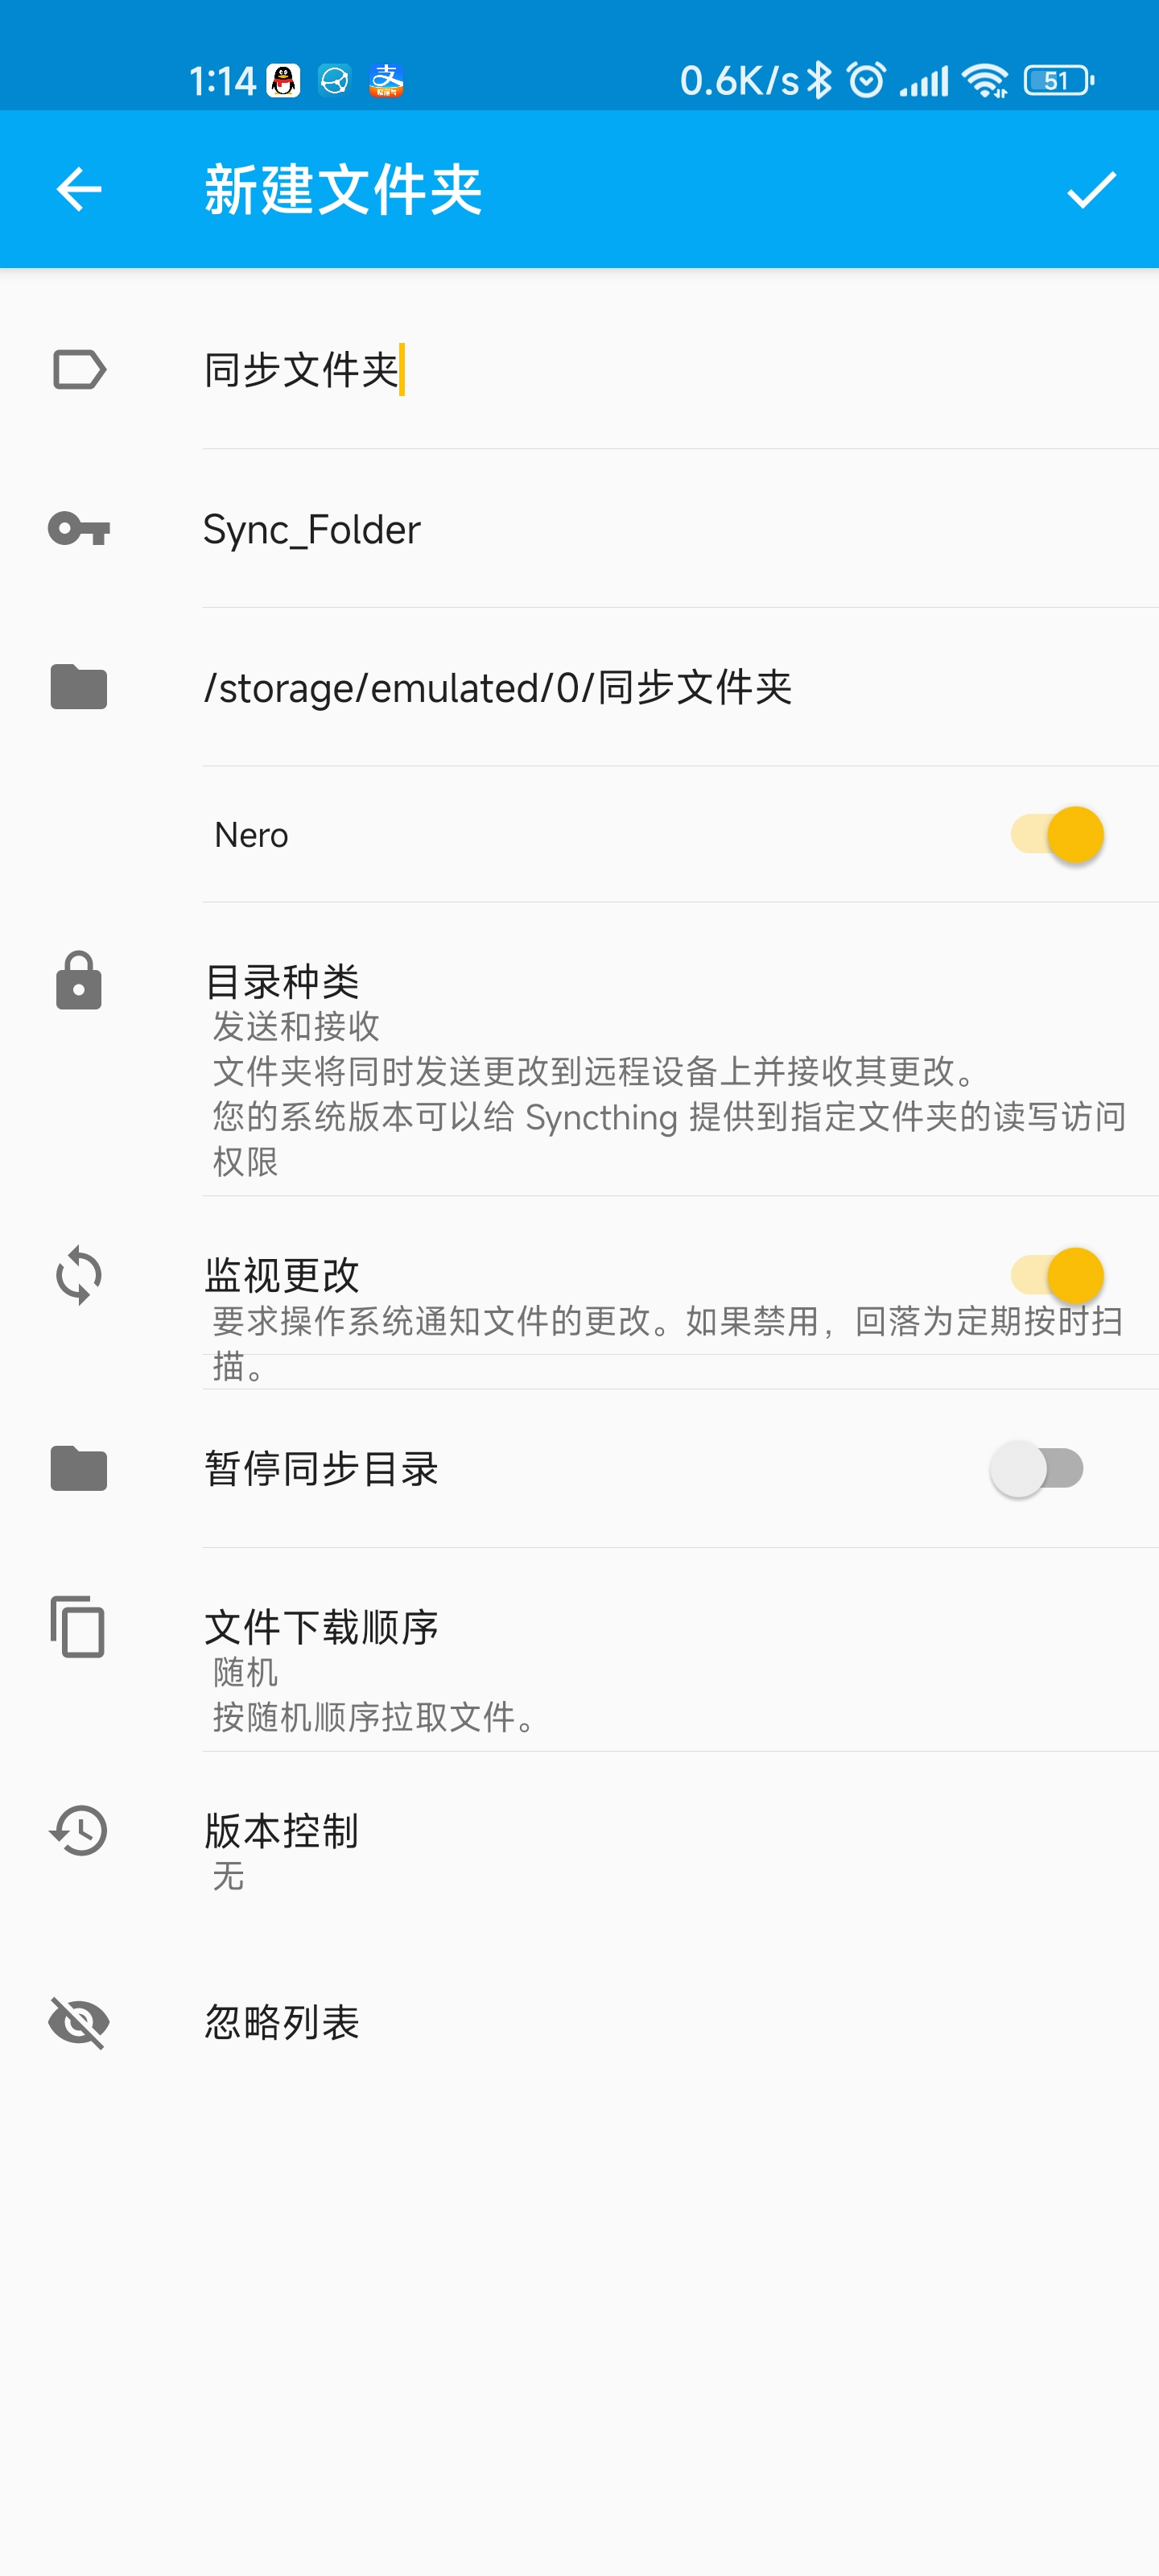 1:14
0.6K/s
51
新建文件夹
同步文件夹
Sync_Folder
/storage/emulated/0/同步文件夹
Nero
目录种类
发送和接收
文件夹将同时发送更改到远程设备上并接收其更改。
您的系统版本可以给 Syncthing 提供到指定文件夹的读写访问
权限
监视更改
要求操作系统通知文件的更改。如果禁用，回落为定期按时扫
描。
暂停同步目录
文件下载顺序
随机
按随机顺序拉取文件。
版本控制
无
忽略列表